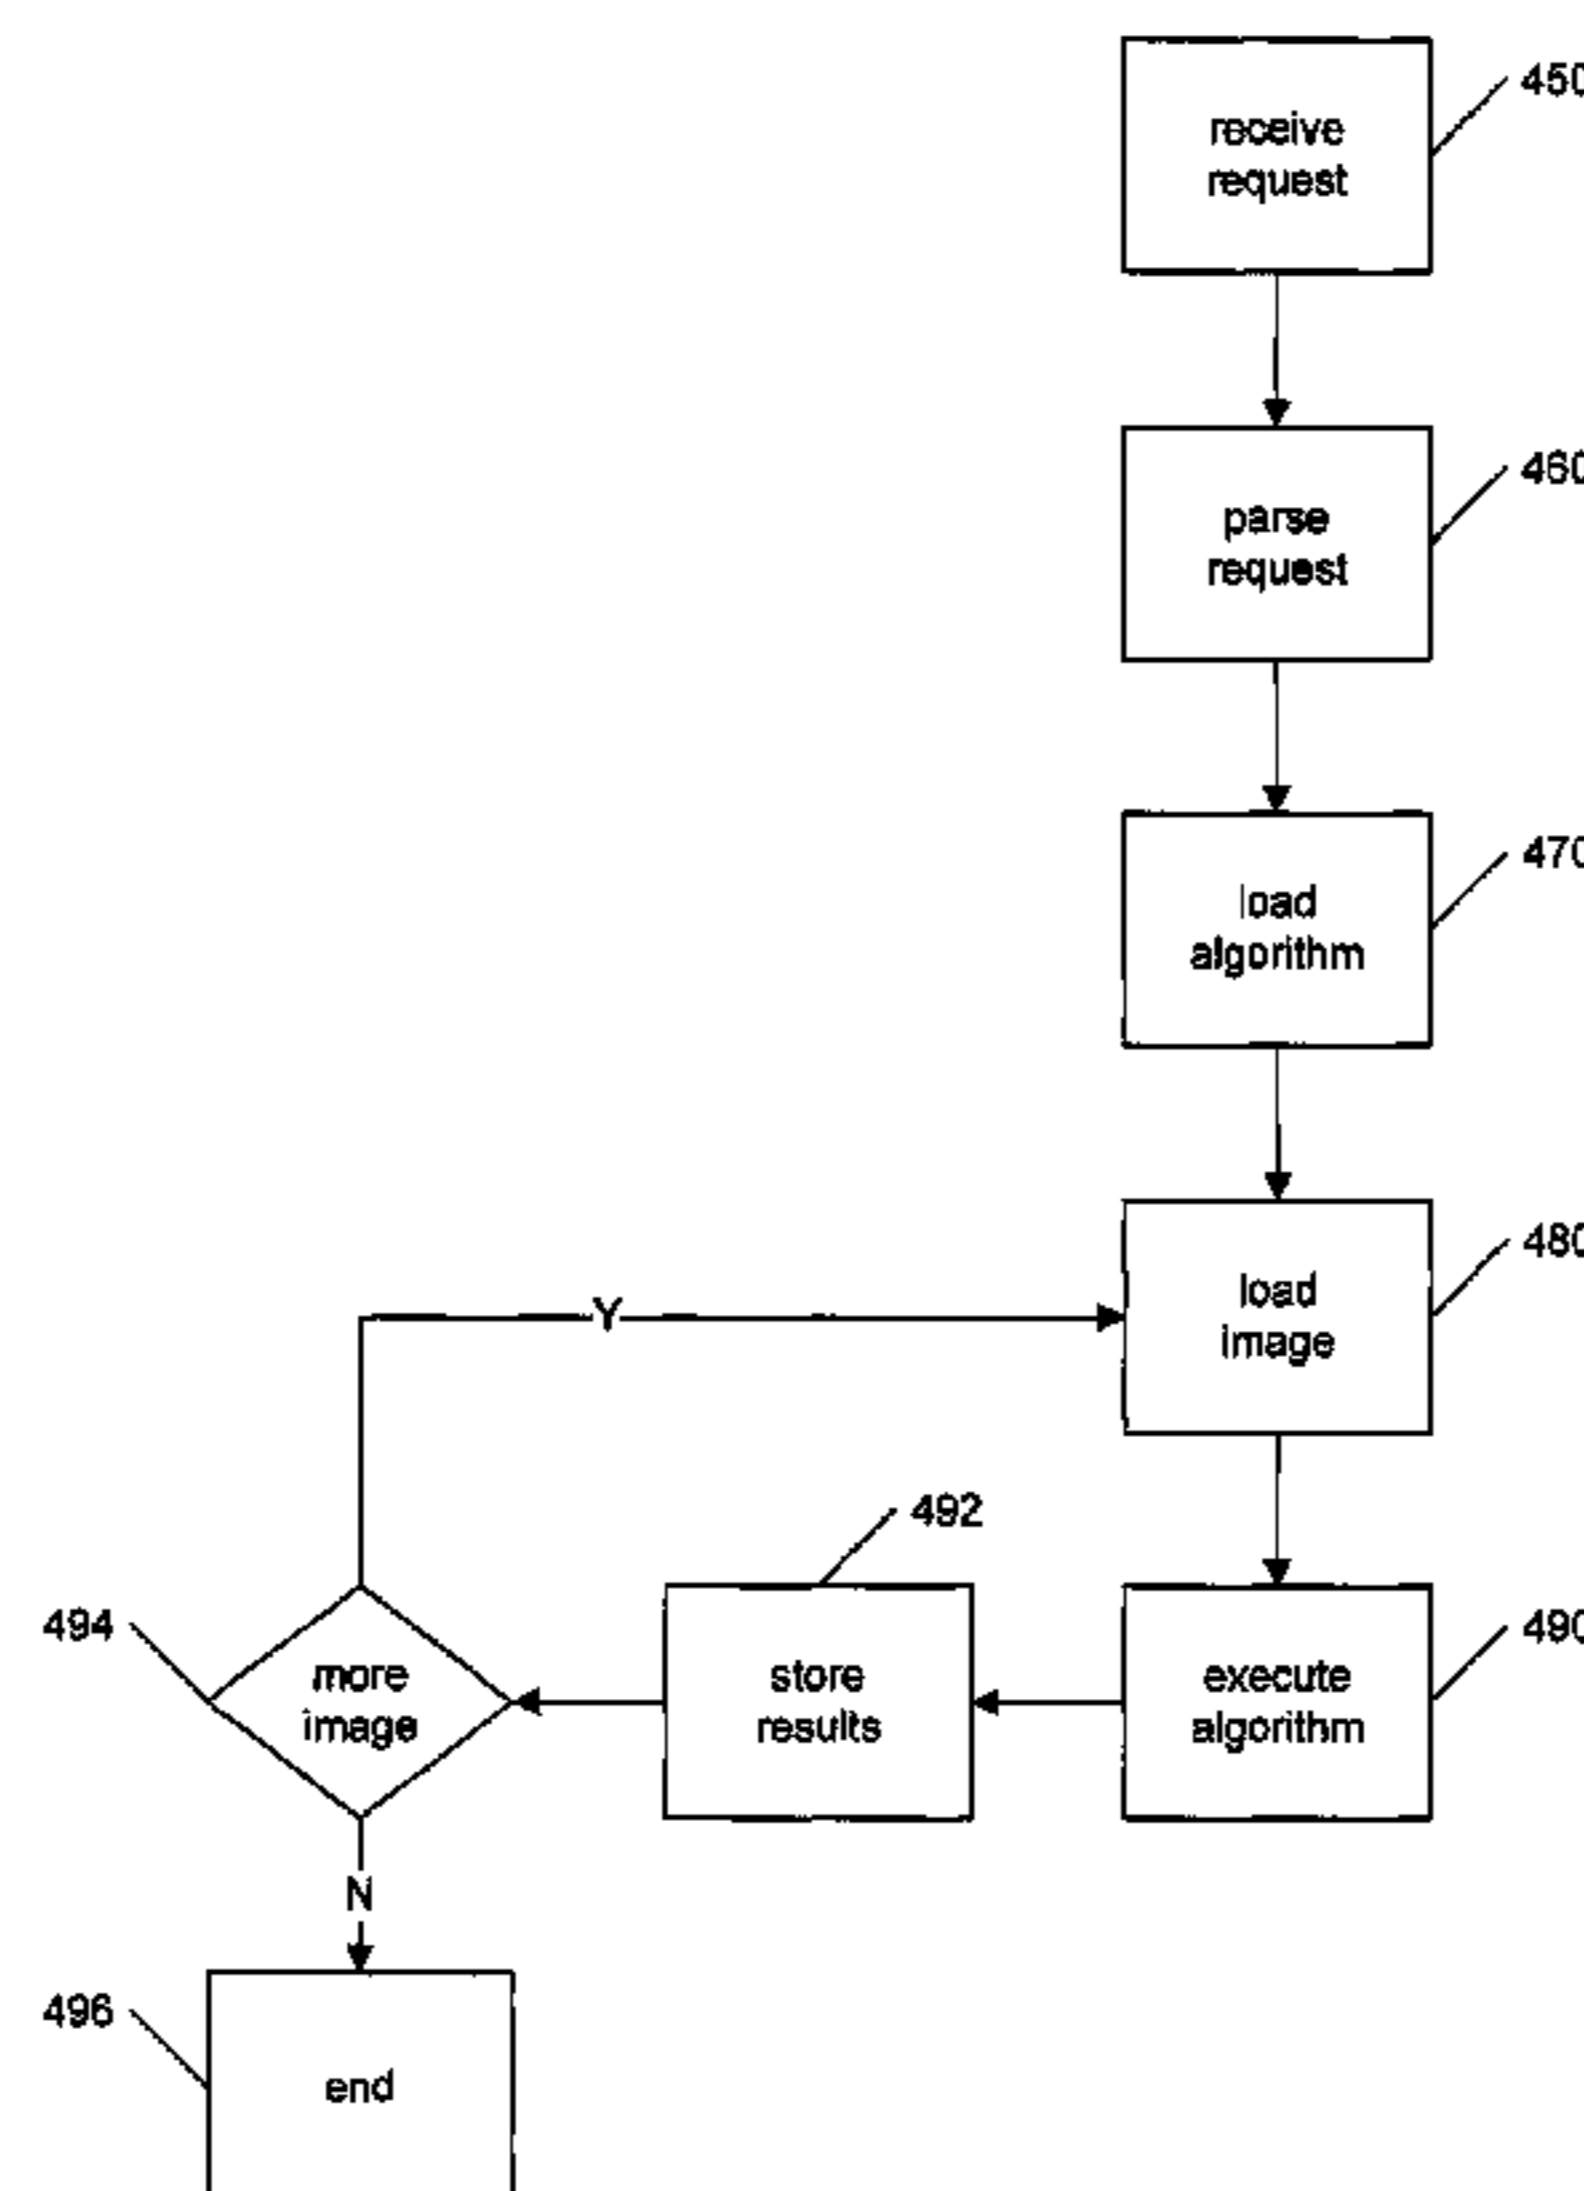 receive
request
450
parse
request
460
load
algorithm
470
load
image
480
Y
492
494
more
image
store
results
execute
algorithm
490
N
496
end